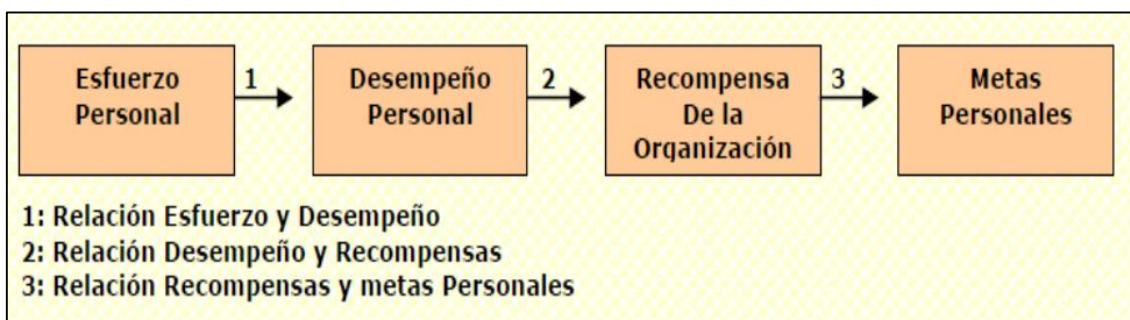 Esfuerzo
Personal
1
Desempeño
Personal
2
Recompensa
De la
Organización
3
Metas
Personales
1: Relación Esfuerzo y Desempeño
2: Relación Desempeño y Recompensas
3: Relación Recompensas y metas Personales